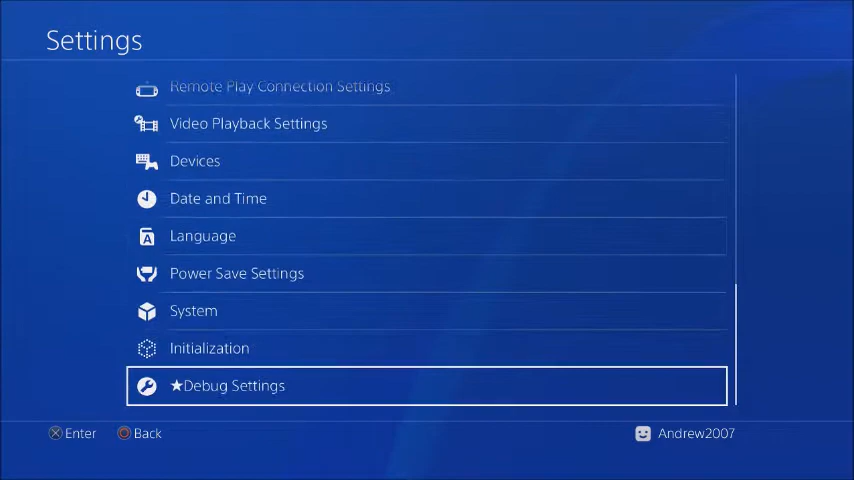 Settings
Remote Play Connection Settings
Video Playback Settings
Devices
Date and Time
Language
Power Save Settings
System
Initialization
★Debug Settings
Enter Back Andrew2007